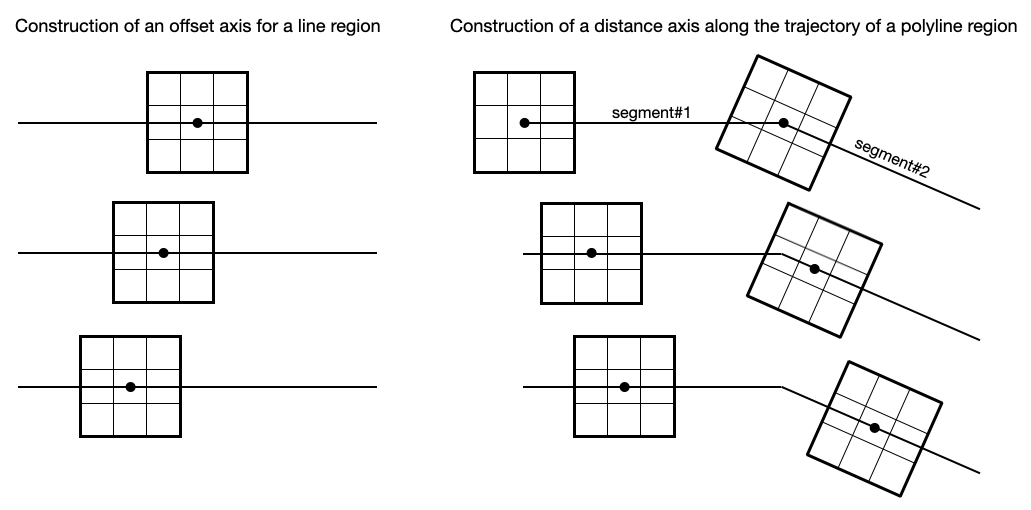 Construction of an offset axis for a line region
Construction of a distance axis along the trajectory of a polyline region
segment#1
segment#2